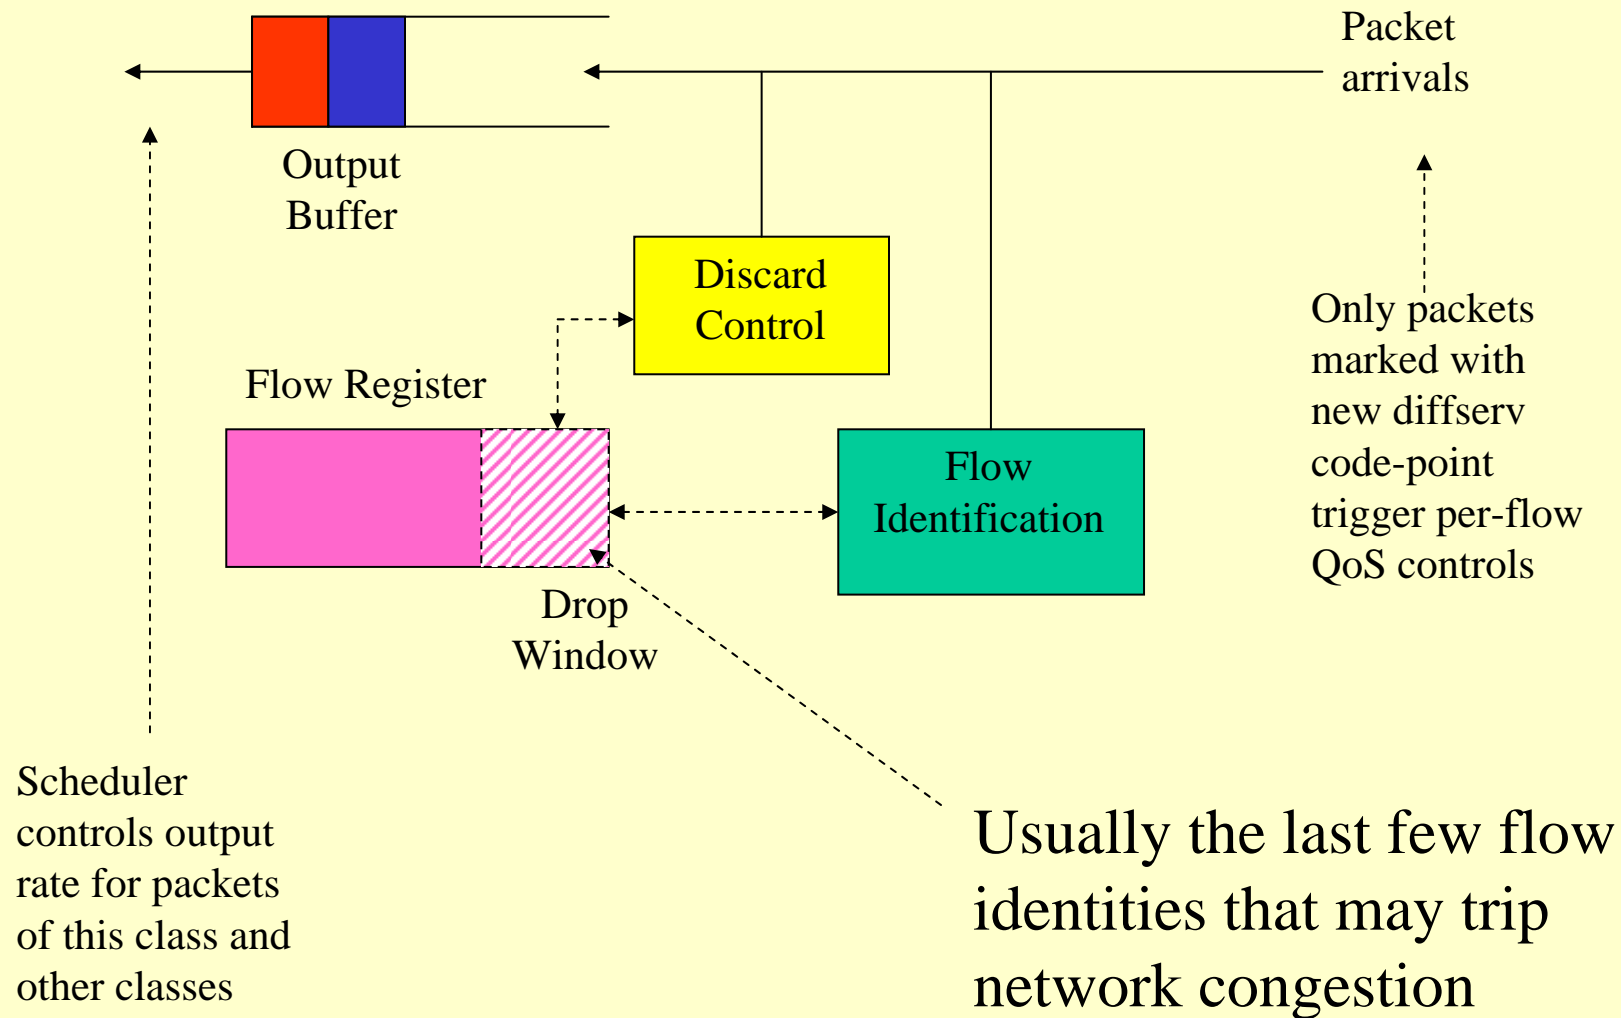 Packet
arrivals
Output
Buffer
Discard
Control
Only packets
marked with
new diffserv
code-point
trigger per-flow
QoS controls
Flow Register
Flow
Identification
Drop
Window
Scheduler
controls output
rate for packets
of this class and
other classes
Usually the last few flow
identities that may trip
network congestion